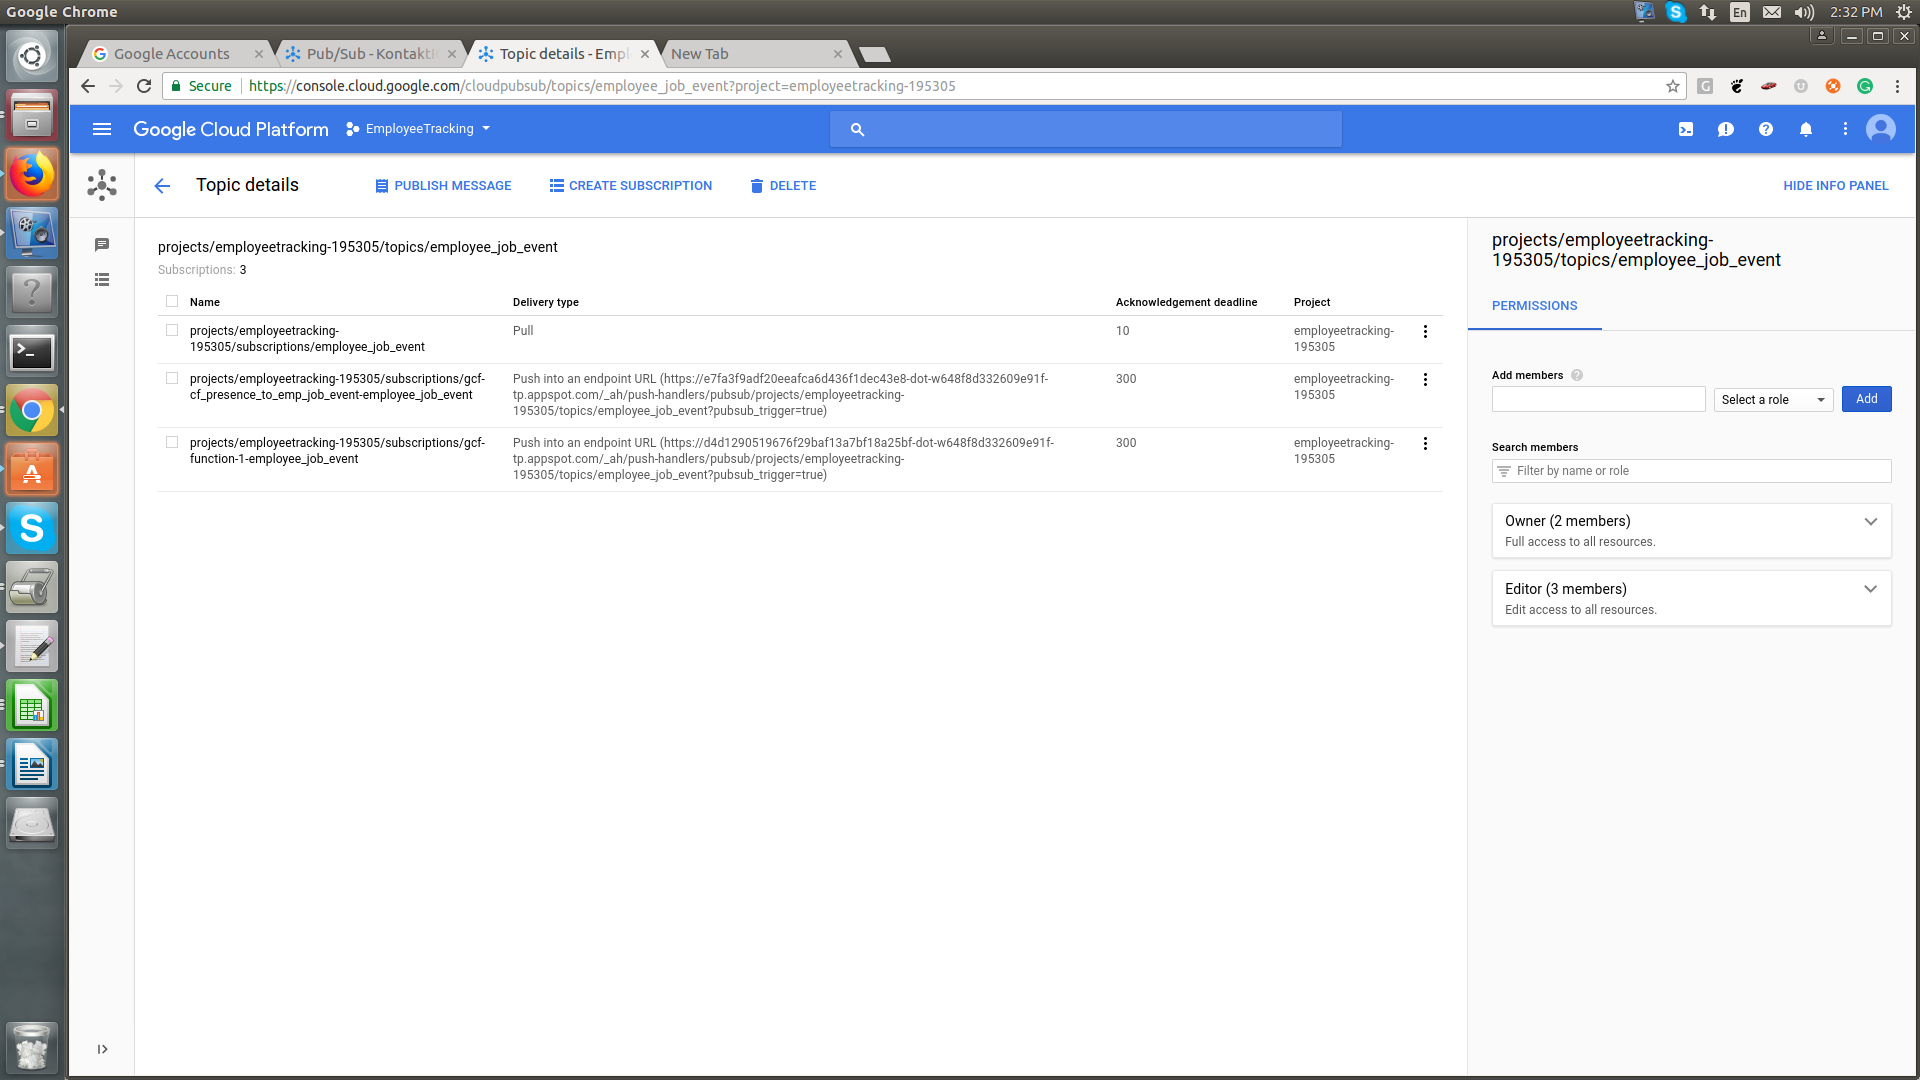 Google Chrome
En
2:32 PM
Google Accounts
Pub/Sub - Kontakt
Topic details - Empl
New Tab
Secure
https://console.cloud.google.com/cloudpubsub/topics/employee_job_event?project=employeetracking-195305
Google Cloud Platform
EmployeeTracking
Topic details
PUBLISH MESSAGE
CREATE SUBSCRIPTION
DELETE
HIDE INFO PANEL
projects/employeetracking-195305/topics/employee_job_event
Subscriptions: 3
Name
Delivery type
Acknowledgement deadline
Project
projects/employeetracking-
195305/subscriptions/employee_job_event
Pull
10
employeetracking-
195305
projects/employeetracking-195305/subscriptions/gcf-
cf_presence_to_emp_job_event-employee_job_event
Push into an endpoint URL (https://e7fa3f9adf20eeafca6d436f1dec43e8-dot-w648f8d332609e91f-
tp.appspot.com/_ah/push-handlers/pubsub/projects/employeetracking-
195305/topics/employee_job_event?pubsub_trigger=true)
300
employeetracking-
195305
projects/employeetracking-195305/subscriptions/gcf-
function-1-employee_job_event
Push into an endpoint URL (https://d4d1290519676f29baf13a7bf18a25bf-dot-w648f8d332609e91f-
tp.appspot.com/_ah/push-handlers/pubsub/projects/employeetracking-
195305/topics/employee_job_event?pubsub_trigger=true)
300
employeetracking-
195305
projects/employeetracking-
195305/topics/employee_job_event
PERMISSIONS
Add members
Select a role
Add
Search members
Filter by name or role
Owner (2 members)
Full access to all resources.
Editor (3 members)
Edit access to all resources.